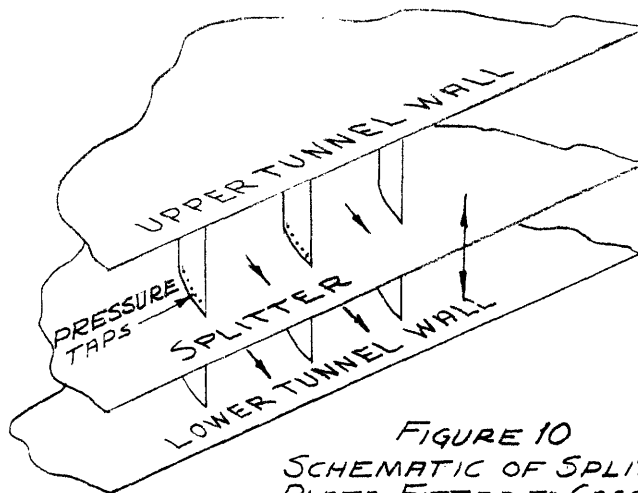 UPPER TUNNEL WALL
PRESSURE
TAPS
SPLITTER
LOWER TUNNEL WALL
FIGURE 10
SCHEMATIC OF